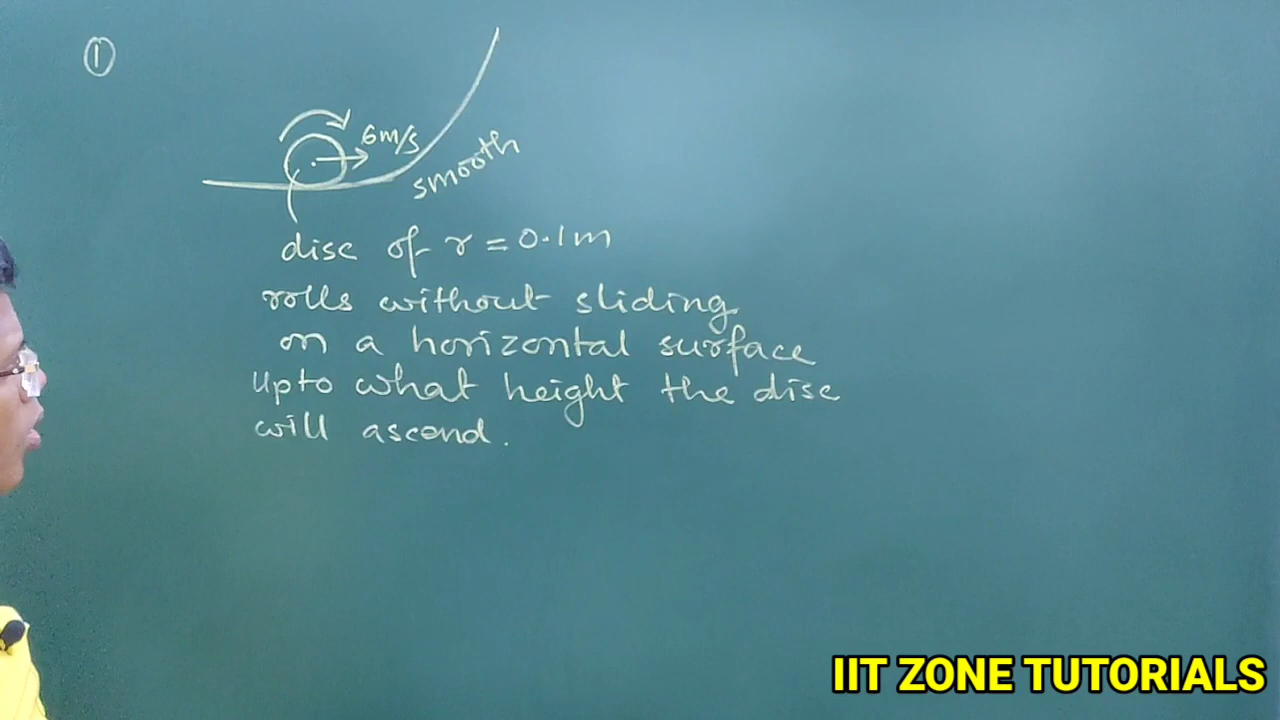 ①
6m/s
smooth
disc of r = 0.1m
rolls without sliding
on a horizontal surface
upto what height the disc
will ascend.
IIT ZONE TUTORIALS